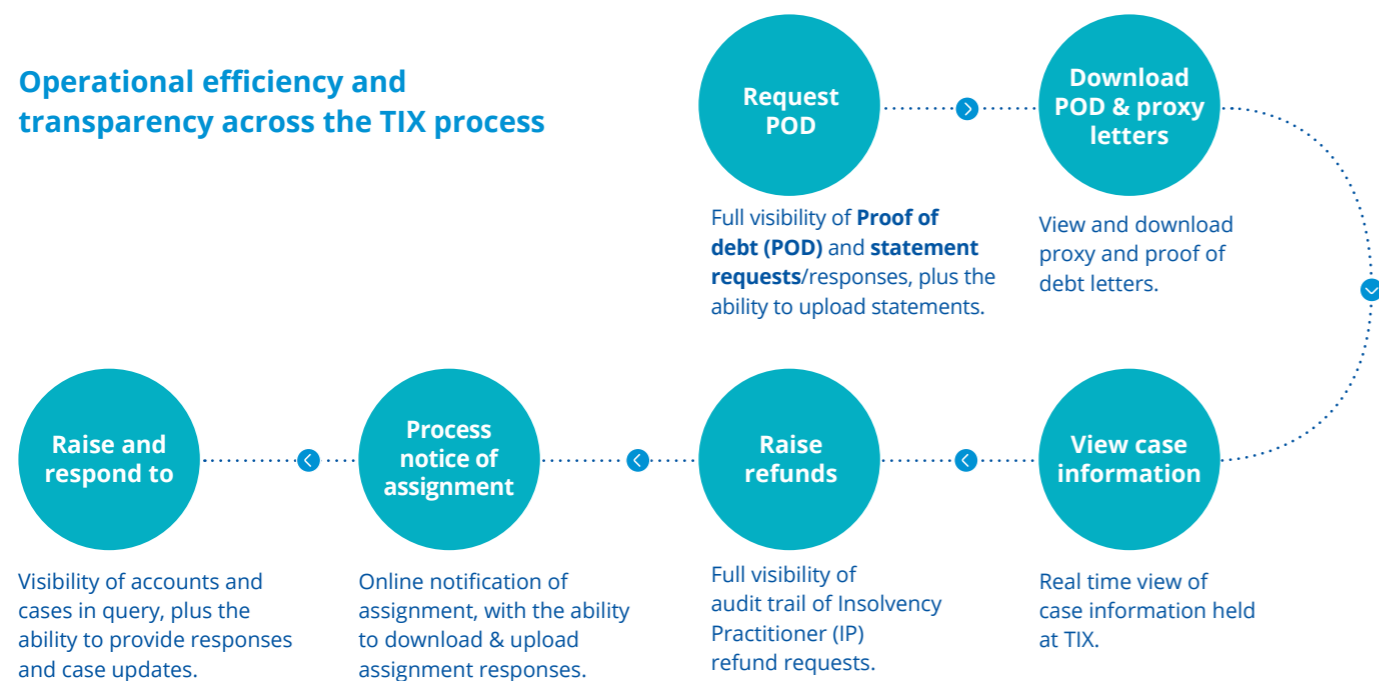 Operational efficiency and
transparency across the TIX process
Request
POD
Full visibility of Proof of
debt (POD) and statement
requests/responses, plus the
ability to upload statements.
Download
POD & proxy
letters
View and download
proxy and proof of
debt letters.
View case
information
Real time view of
case information held
at TIX.
Raise
refunds
Full visibility of
audit trail of Insolvency
Practitioner (IP)
refund requests.
Process
notice of
assignment
Online notification of
assignment, with the ability
to download & upload
assignment responses.
Raise and
respond to
Visibility of accounts and
cases in query, plus the
ability to provide responses
and case updates.